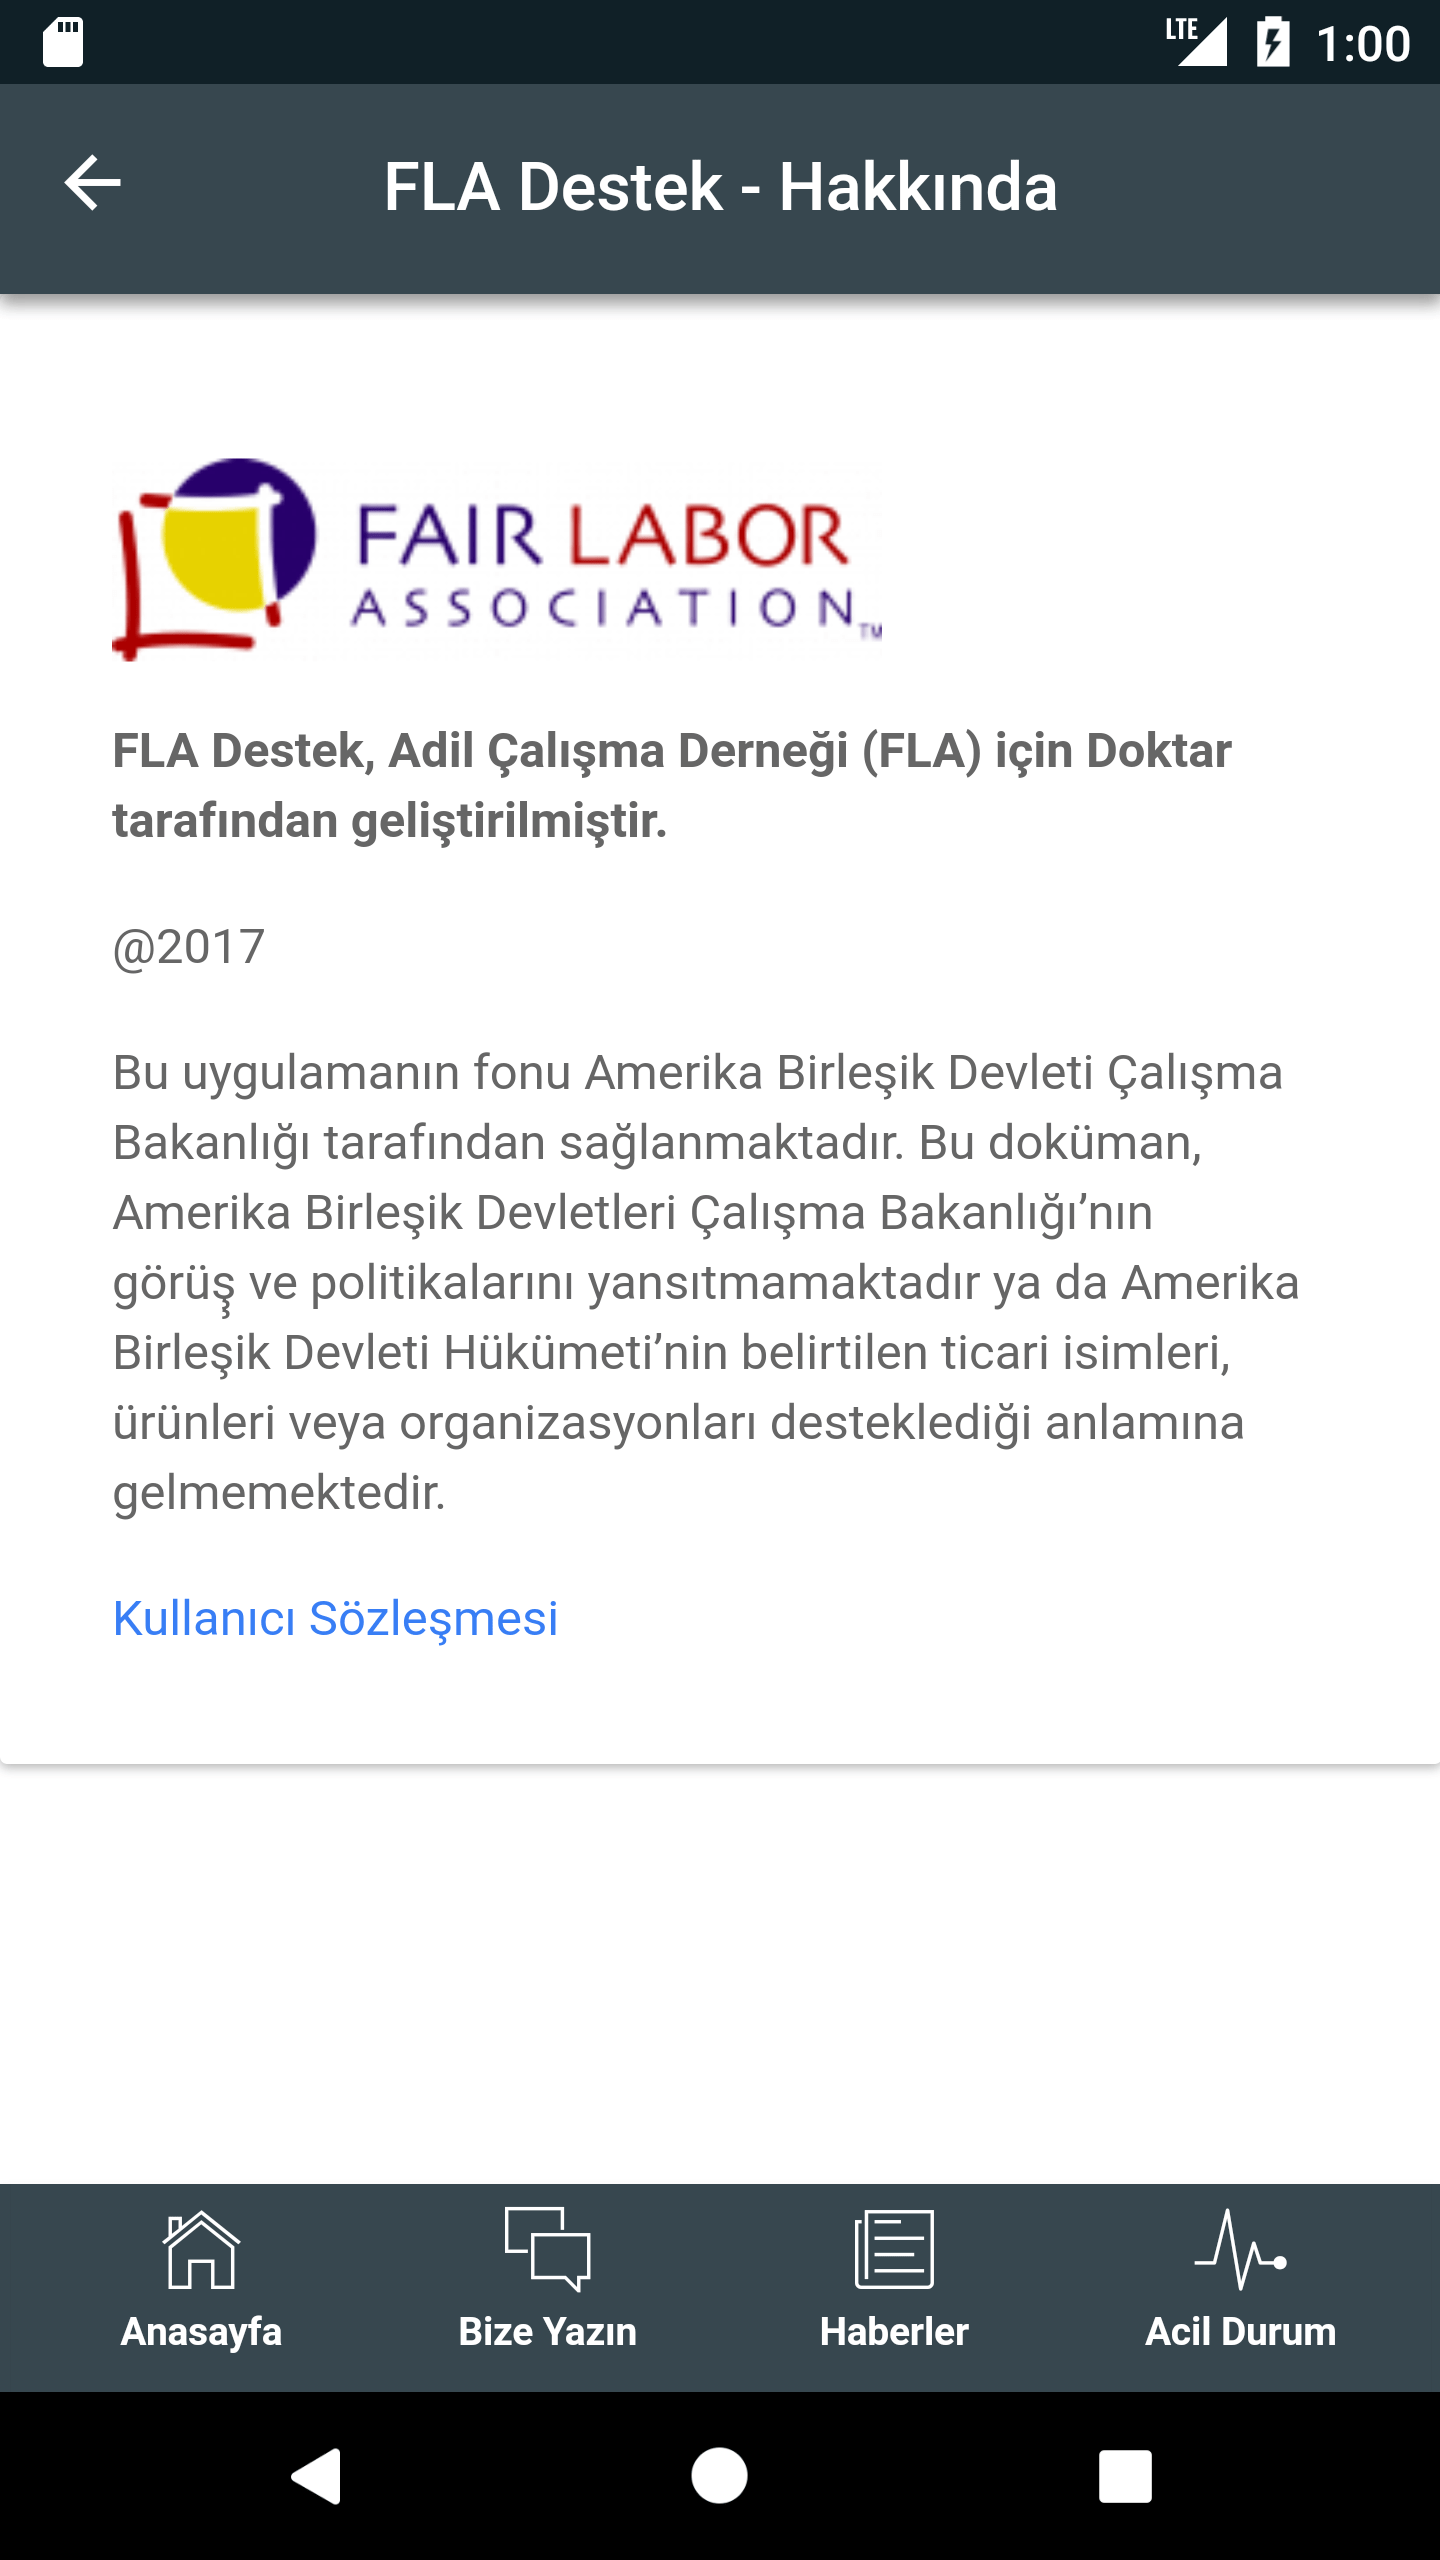 LTE 1:00
FLA Destek - Hakkında
FAIR LABOR
ASSOCIATION™
FLA Destek, Adil Çalışma Derneği (FLA) için Doktar
tarafından geliştirilmiştir.
@2017
Bu uygulamanın fonu Amerika Birleşik Devleti Çalışma
Bakanlığı tarafından sağlanmaktadır. Bu doküman,
Amerika Birleşik Devletleri Çalışma Bakanlığı’nın
görüş̧ ve politikalarını yansıtmamaktadır ya da Amerika
Birleşik Devleti Hükümeti’nin belirtilen ticari isimleri,
ürünleri veya organizasyonları desteklediği anlamına
gelmemektedir.
Kullanıcı Sözleşmesi
Anasayfa Bize Yazın Haberler Acil Durum